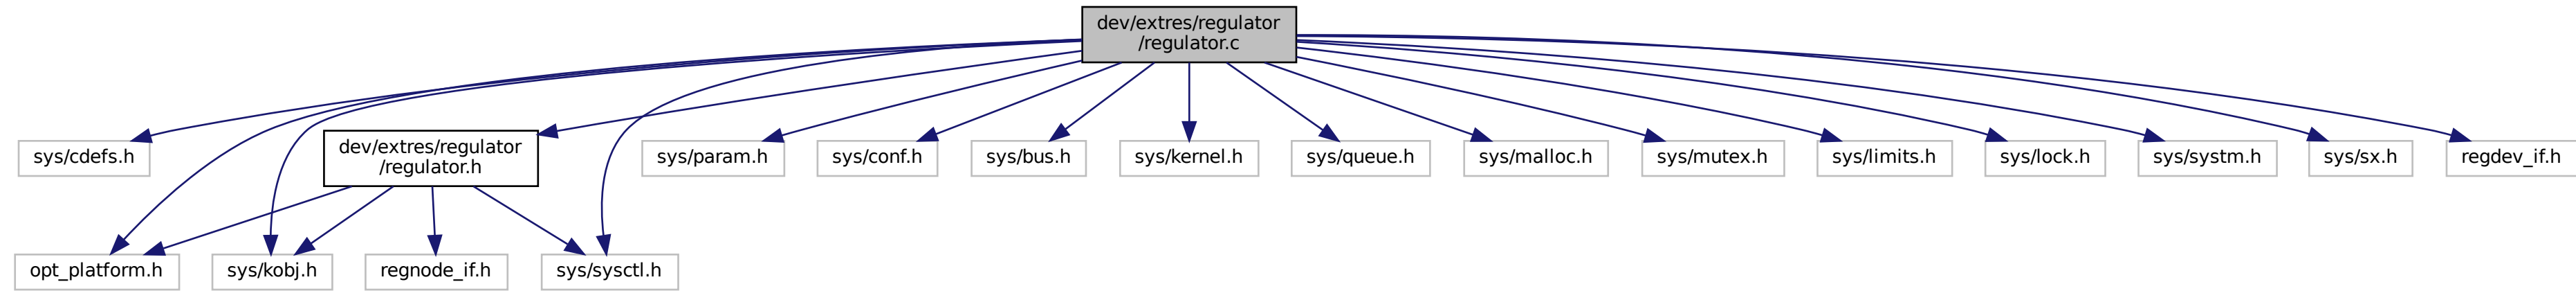 dev/extres/regulator
/regulator.c
sys/cdefs.h
dev/extres/regulator
/regulator.h
sys/param.h
sys/conf.h
sys/bus.h
sys/kernel.h
sys/queue.h
sys/malloc.h
sys/mutex.h
sys/limits.h
sys/lock.h
sys/systm.h
sys/sx.h
regdev_if.h
opt_platform.h
sys/kobj.h
regnode_if.h
sys/sysctl.h